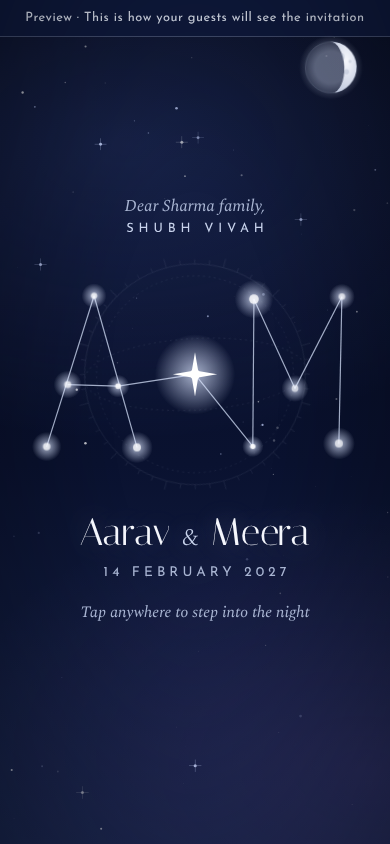 Preview · This is how your guests will see the invitation
Dear Sharma family,
SHUBH VIVAH
A M
Aarav & Meera
14 FEBRUARY 2027
Tap anywhere to step into the night